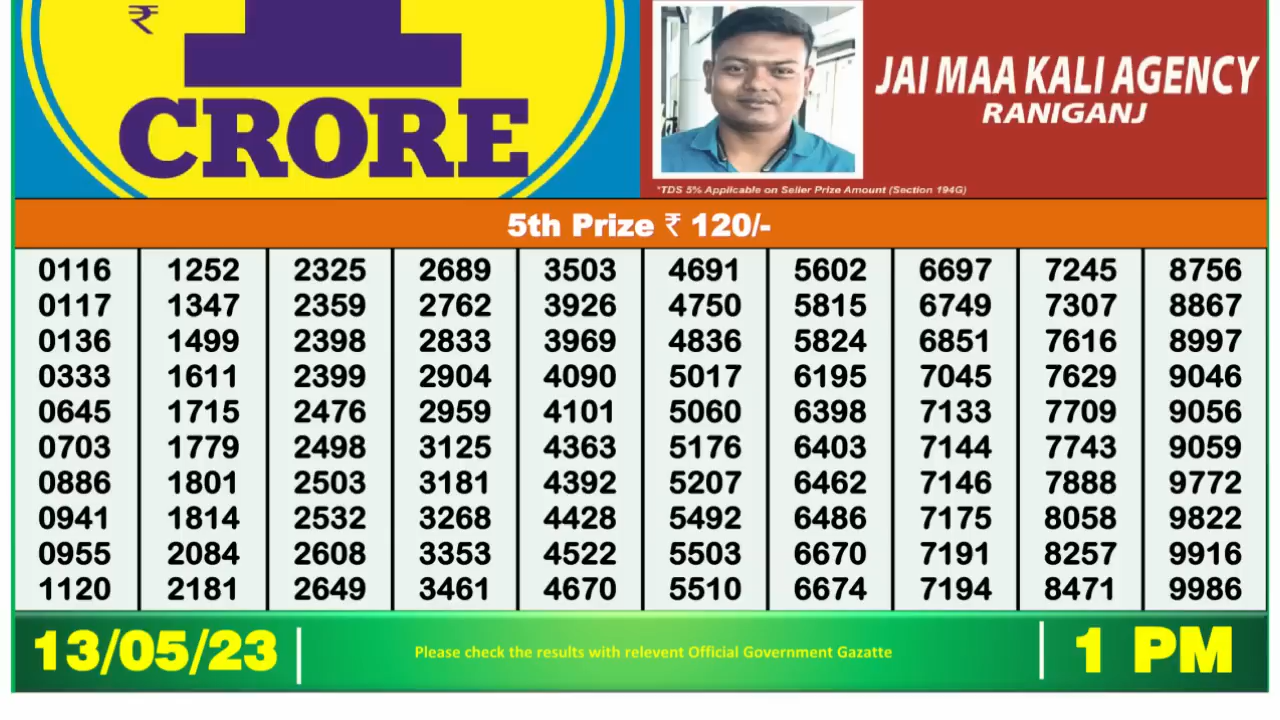 ₹ 1
CRORE
JAI MAA KALI AGENCY
RANIGANJ
*TDS 5% Applicable on Seller Prize Amount (Section 194G)
5th Prize ₹ 120/-
0116 1252 2325 2689 3503 4691 5602 6697 7245 8756
0117 1347 2359 2762 3926 4750 5815 6749 7307 8867
0136 1499 2398 2833 3969 4836 5824 6851 7616 8997
0333 1611 2399 2904 4090 5017 6195 7045 7629 9046
0645 1715 2476 2959 4101 5060 6398 7133 7709 9056
0703 1779 2498 3125 4363 5176 6403 7144 7743 9059
0886 1801 2503 3181 4392 5207 6462 7146 7888 9772
0941 1814 2532 3268 4428 5492 6486 7175 8058 9822
0955 2084 2608 3353 4522 5503 6670 7191 8257 9916
1120 2181 2649 3461 4670 5510 6674 7194 8471 9986
13/05/23 Please check the results with relevent Official Government Gazatte 1 PM